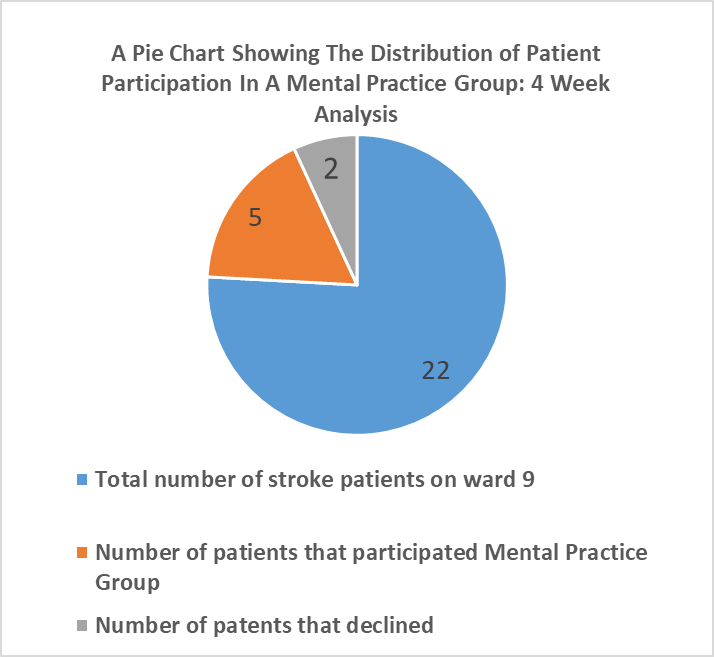 A Pie Chart Showing The Distribution of Patient
Participation In A Mental Practice Group: 4 Week
Analysis
2
5
22
Total number of stroke patients on ward 9
Number of patients that participated Mental Practice
Group
Number of patents that declined